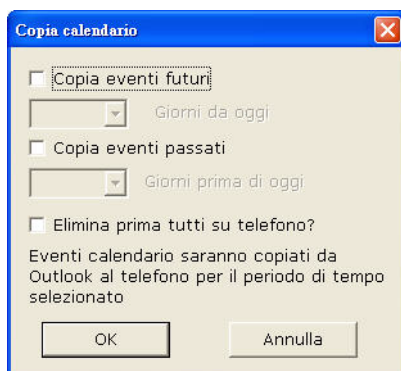 Copia calendario
Copia eventi futuri
Giorni da oggi
Copia eventi passati
Giorni prima di oggi
Elimina prima tutti su telefono?
Eventi calendario saranno copiati da
Outlook al telefono per il periodo di tempo
selezionato
OK
Annulla